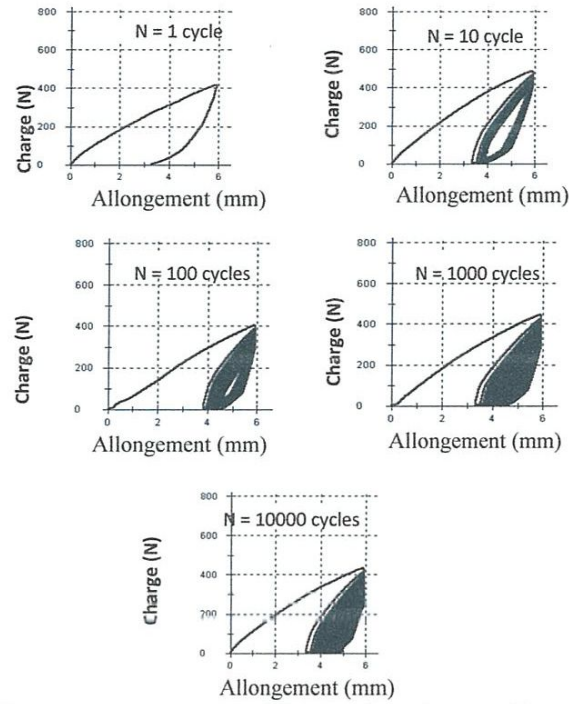 N = 1 cycle
800
600
400
200
0
0 2 4 6
Charge (N)
Allongement (mm)
N = 10 cycle
800
600
400
200
0
0 2 4 6
Charge (N)
Allongement (mm)
N = 100 cycles
800
600
400
200
0
0 2 4 6
Charge (N)
Allongement (mm)
N = 1000 cycles
800
600
400
200
0
0 2 4 6
Charge (N)
Allongement (mm)
N = 10000 cycles
800
600
400
200
0
0 2 4 6
Charge (N)
Allongement (mm)